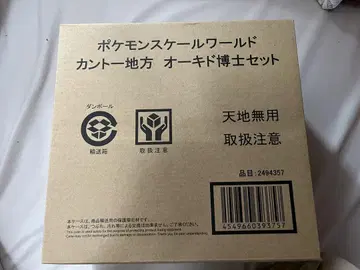 ポケモンスケールワールド
カントー地方 オーキド博士セット
ダンボール
輸送箱
取扱注意
天地無用
取扱注意
品目:2494357
4549660393757